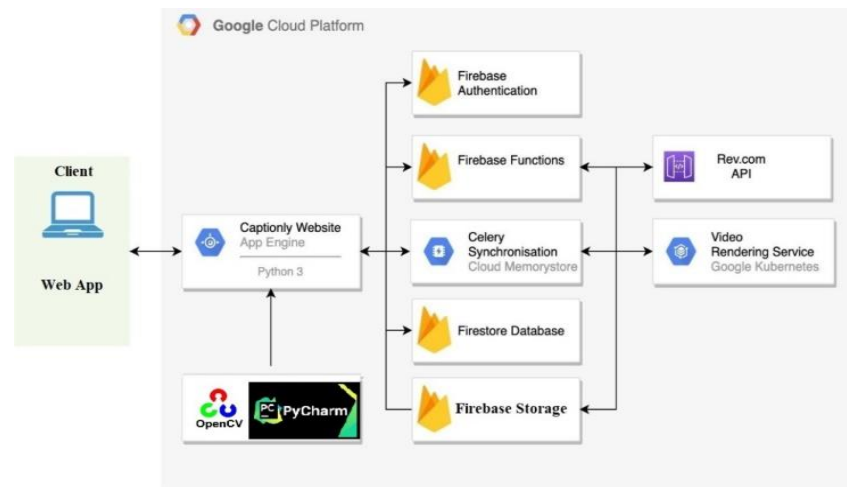 Google Cloud Platform
Client
Web App
Captionly Website
App Engine
Python 3
OpenCV
PC
PyCharm
Firebase
Authentication
Firebase Functions
Celery
Synchronisation
Cloud Memorystore
Firestore Database
Firebase Storage
Rev.com
API
Video
Rendering Service
Google Kubernetes